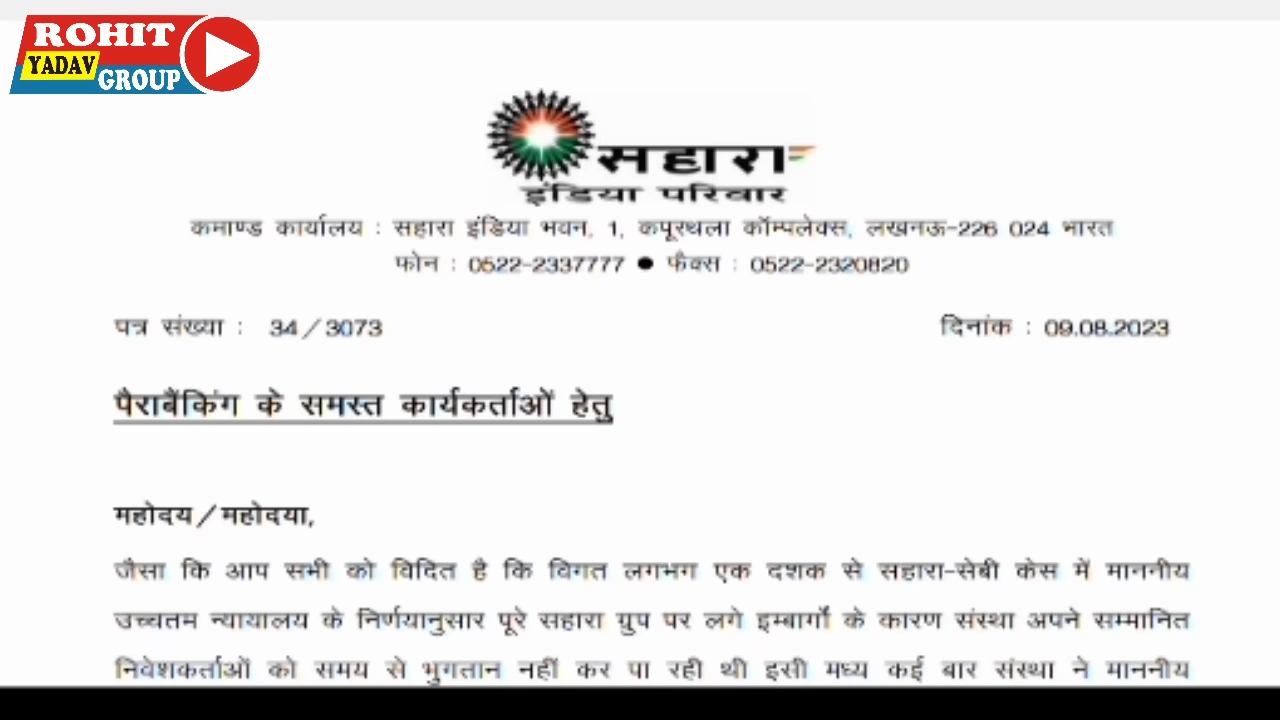 ROHIT
YADAV
GROUP
सहारा
इंडिया परिवार
कमाण्ड कार्यालय : सहारा इंडिया भवन, 1, कपूरथला कॉम्पलेक्स, लखनऊ-226 024 भारत
फोन : 0522-2337777 ● फैक्स : 0522-2320820
पत्र संख्या : 34/3073
दिनांक : 09.08.2023
पैराबैंकिंग के समस्त कार्यकर्ताओं हेतु
महोदय/महोदया,
जैसा कि आप सभी को विदित है कि विगत लगभग एक दशक से सहारा-सेबी केस में माननीय
उच्चतम न्यायालय के निर्णयानुसार पूरे सहारा ग्रुप पर लगे इम्बार्गों के कारण संस्था अपने सम्मानित
निवेशकर्ताओं को समय से भुगतान नहीं कर पा रही थी इसी मध्य कई बार संस्था ने माननीय